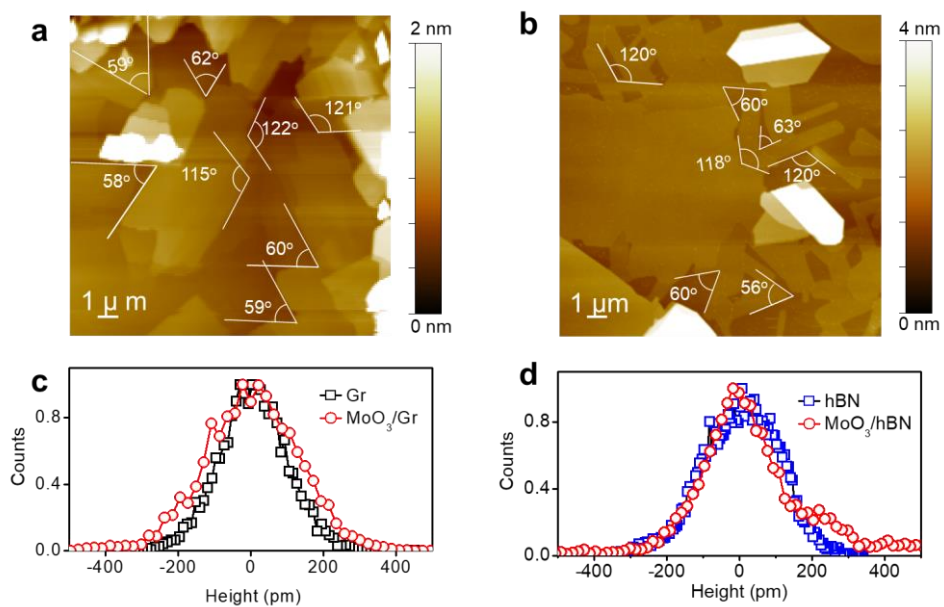 a
59°
62°
121°
122°
115°
58°
60°
59°
1 μ m
2 nm
0 nm
b
120°
60°
63°
118°
120°
60°
56°
1 μm
4 nm
0 nm
c
Gr
MoO₃/Gr
Counts
0.8
0.4
0.0
-400 -200 0 200 400
Height (pm)
d
hBN
MoO₃/hBN
Counts
0.8
0.4
0.0
-400 -200 0 200 400
Height (pm)